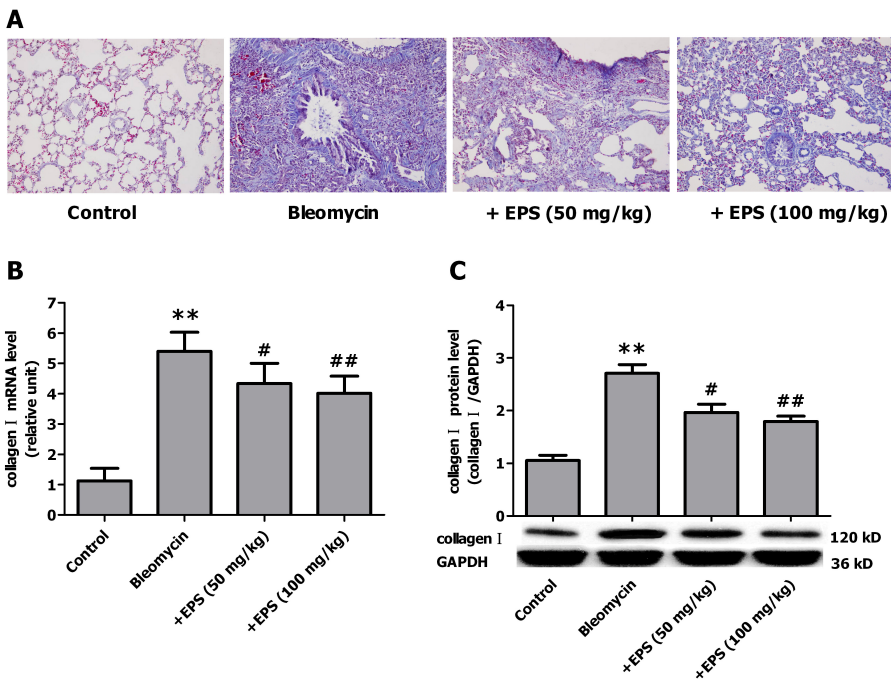 A
Control
Bleomycin
+ EPS (50 mg/kg)
+ EPS (100 mg/kg)
B
collagen Ⅰ mRNA level
(relative unit)
7
6
5
4
3
2
1
0
**
#
##
Control
Bleomycin
+EPS (50 mg/kg)
+EPS (100 mg/kg)
C
collagen Ⅰ protein level
(collagen Ⅰ /GAPDH)
4
3
2
1
0
**
#
##
collagen Ⅰ
120 kD
GAPDH
36 kD
Control
Bleomycin
+EPS (50 mg/kg)
+EPS (100 mg/kg)